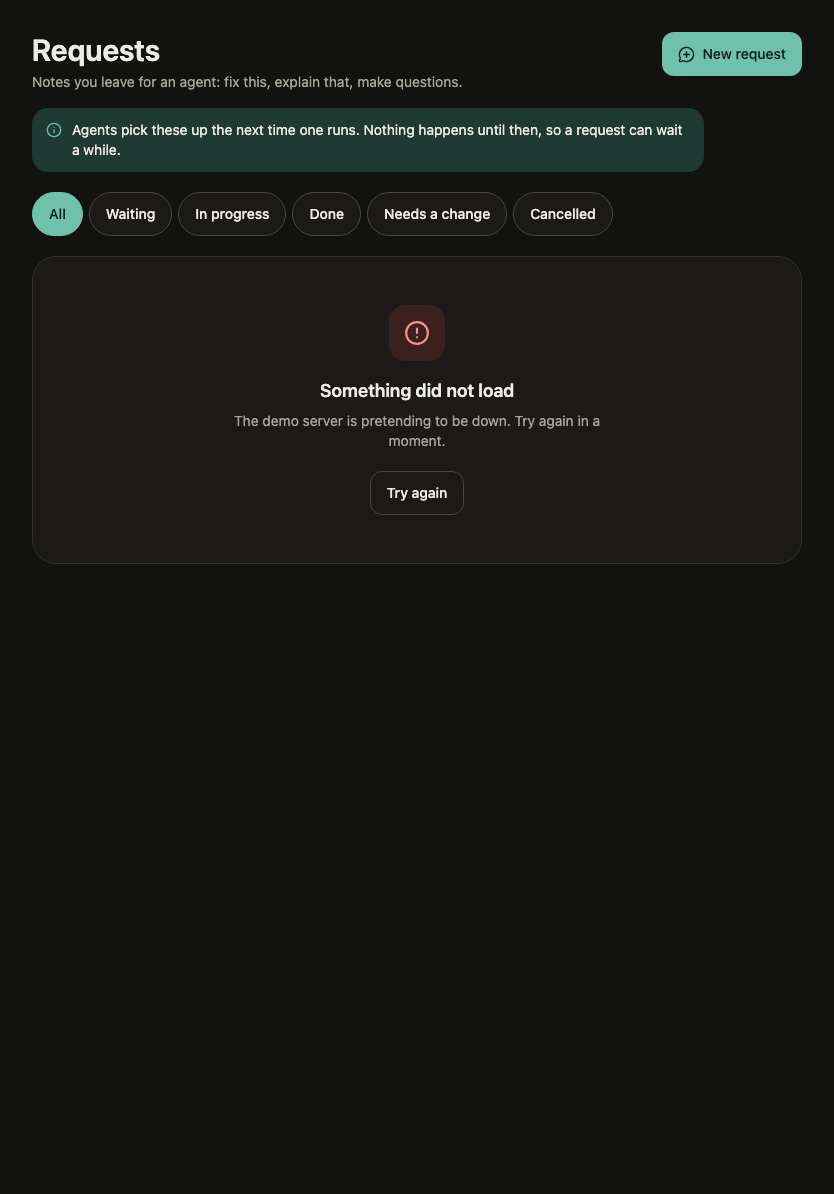 Requests
New request
Notes you leave for an agent: fix this, explain that, make questions.
Agents pick these up the next time one runs. Nothing happens until then, so a request can wait
a while.
All
Waiting
In progress
Done
Needs a change
Cancelled
Something did not load
The demo server is pretending to be down. Try again in a
moment.
Try again